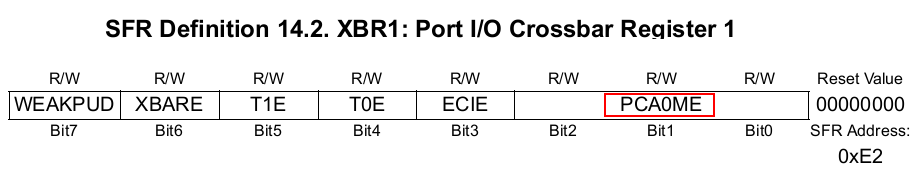 SFR Definition 14.2. XBR1: Port I/O Crossbar Register 1
R/W R/W R/W R/W R/W R/W R/W R/W Reset Value
WEAKPUD XBARE T1E T0E ECIE PCA0ME 00000000
Bit7 Bit6 Bit5 Bit4 Bit3 Bit2 Bit1 Bit0 SFR Address:
0xE2